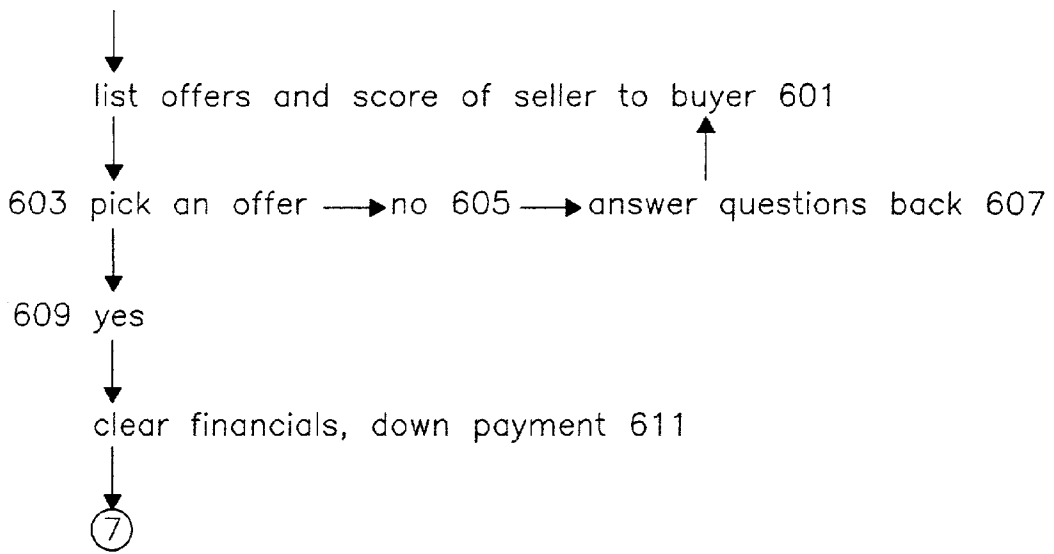 list offers and score of seller to buyer 601
603 pick an offer no 605 answer questions back 607
609 yes
clear financials, down payment 611
7